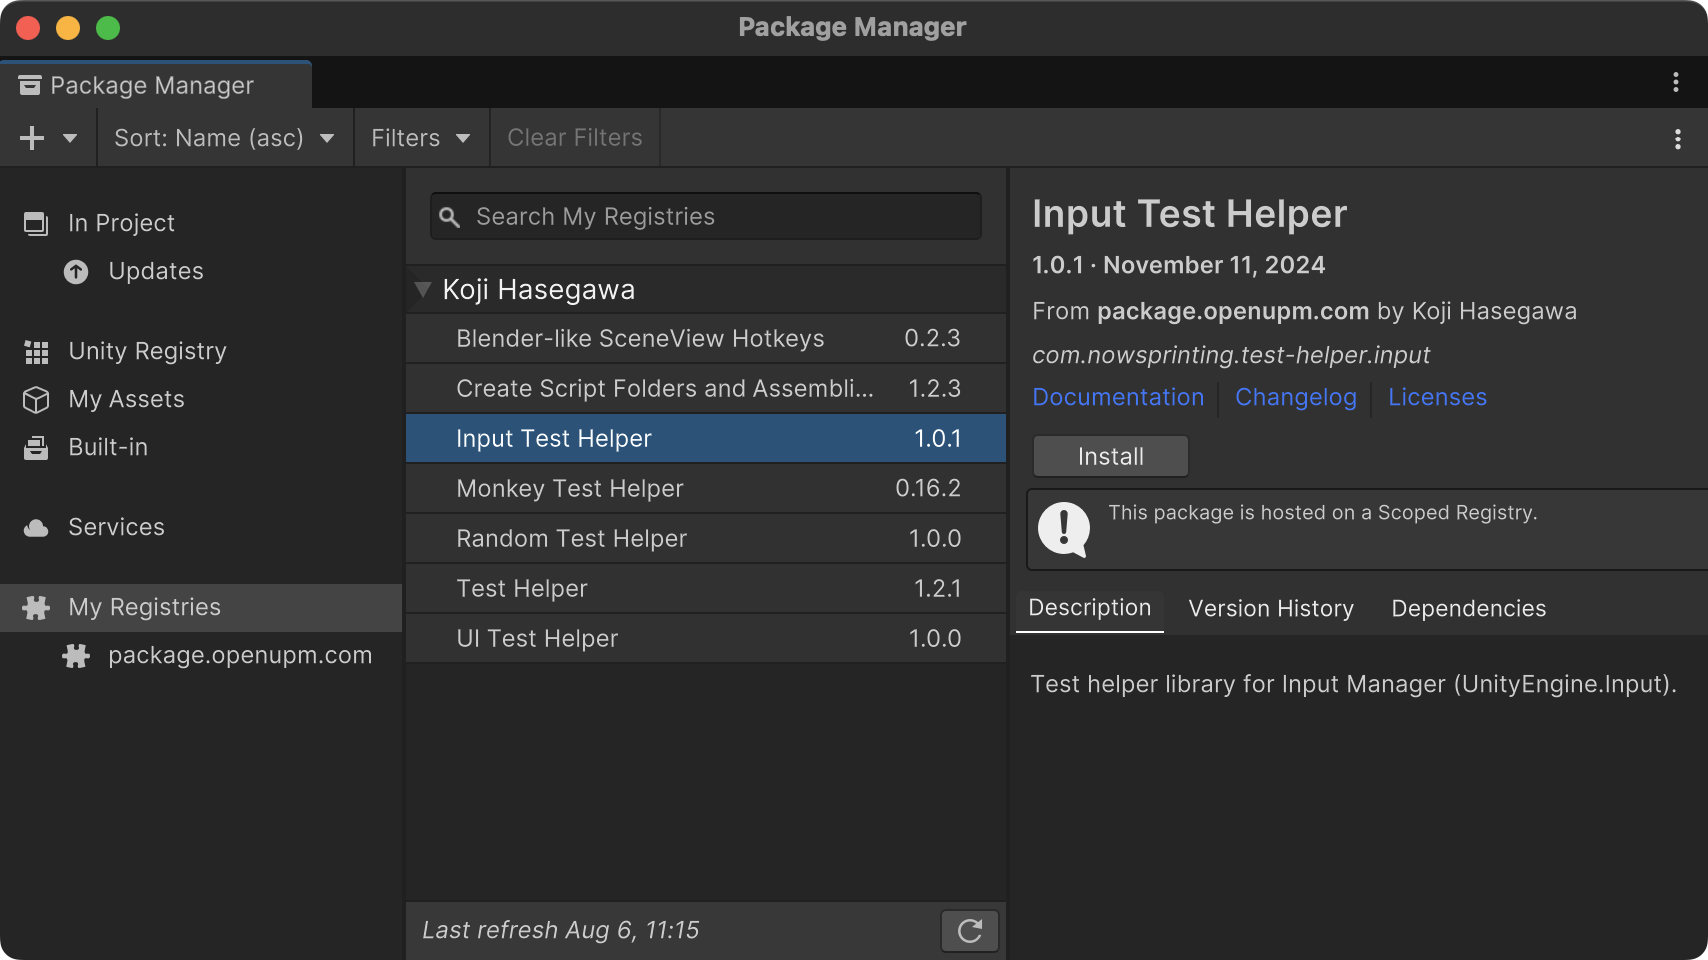 Package Manager
Package Manager
Sort: Name (asc)
Filters
Clear Filters
In Project
Updates
Unity Registry
My Assets
Built-in
Services
My Registries
package.openupm.com
Search My Registries
Koji Hasegawa
Blender-like SceneView Hotkeys 0.2.3
Create Script Folders and Assembli... 1.2.3
Input Test Helper 1.0.1
Monkey Test Helper 0.16.2
Random Test Helper 1.0.0
Test Helper 1.2.1
UI Test Helper 1.0.0
Last refresh Aug 6, 11:15
Input Test Helper
1.0.1 · November 11, 2024
From package.openupm.com by Koji Hasegawa
com.nowsprinting.test-helper.input
Documentation Changelog Licenses
Install
This package is hosted on a Scoped Registry.
Description Version History Dependencies
Test helper library for Input Manager (UnityEngine.Input).